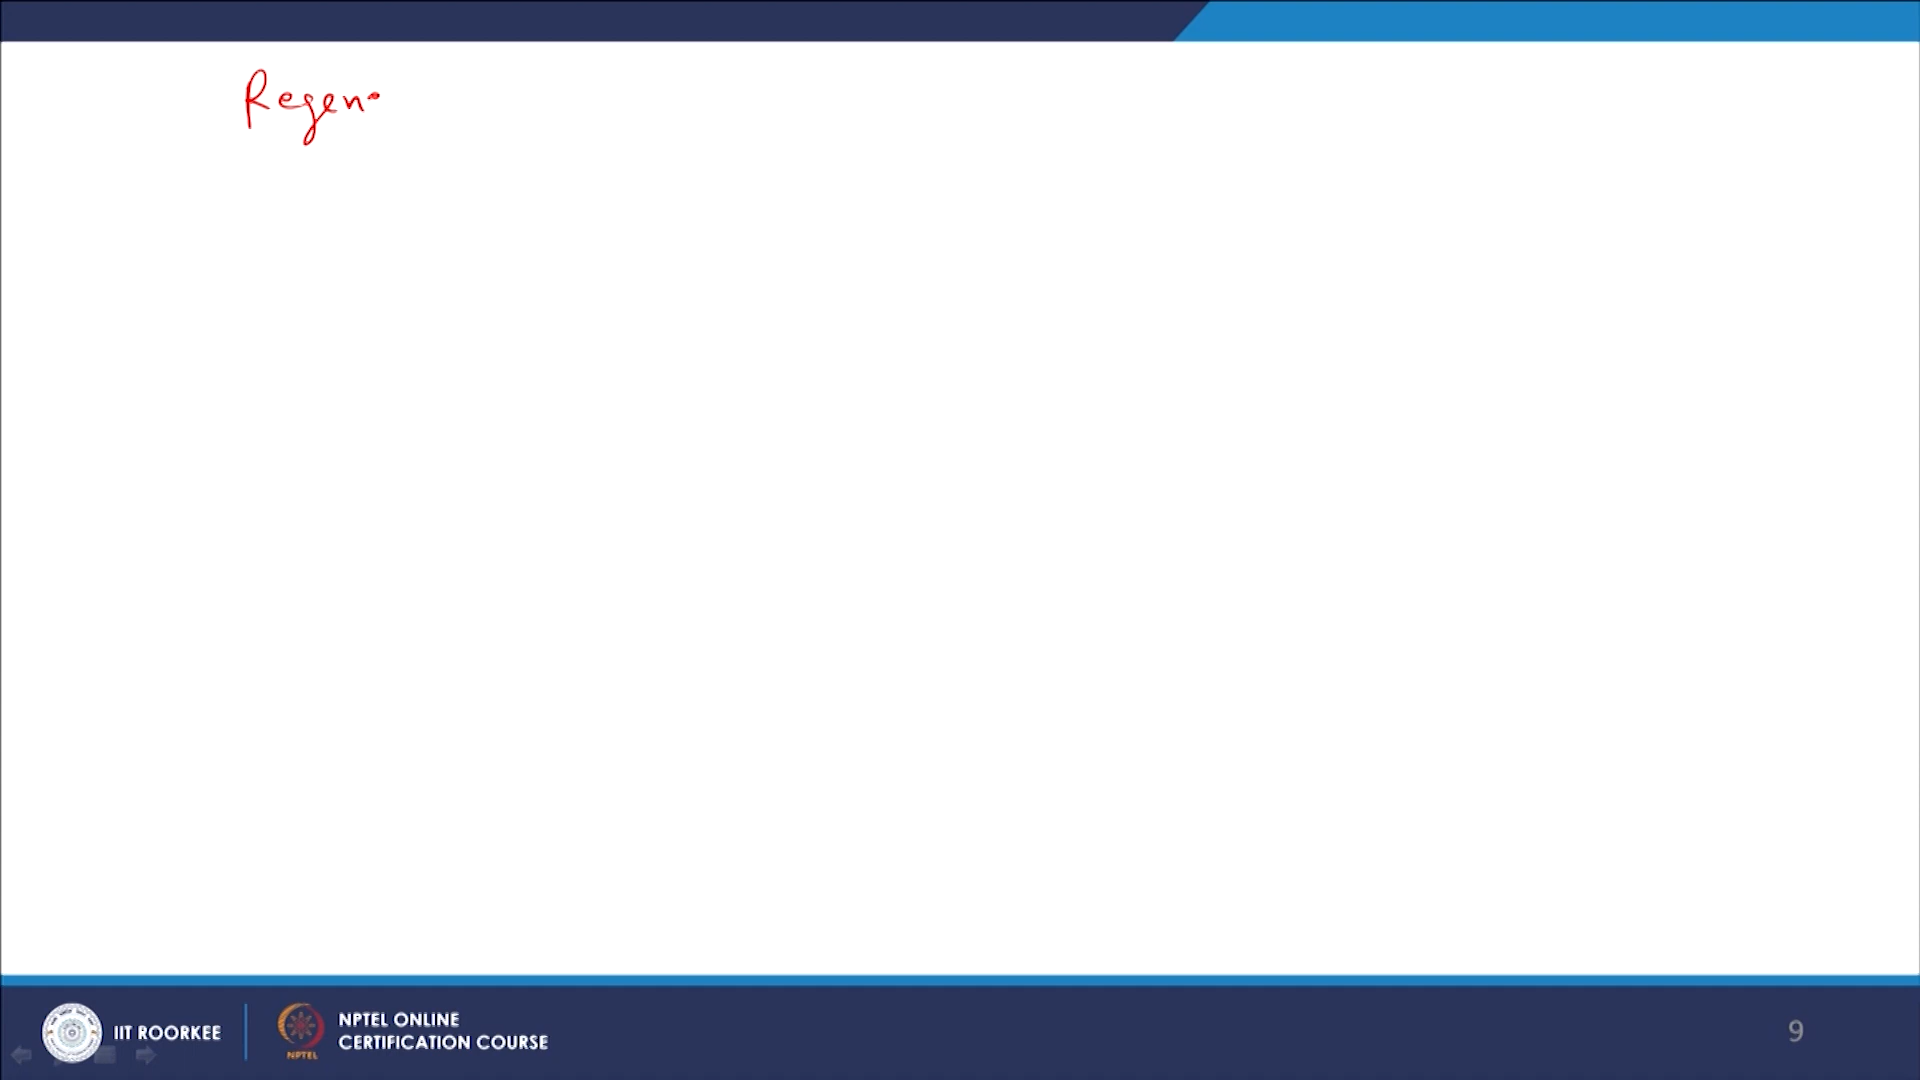 Regen
IIT ROORKEE
NPTEL
NPTEL ONLINE
CERTIFICATION COURSE
9